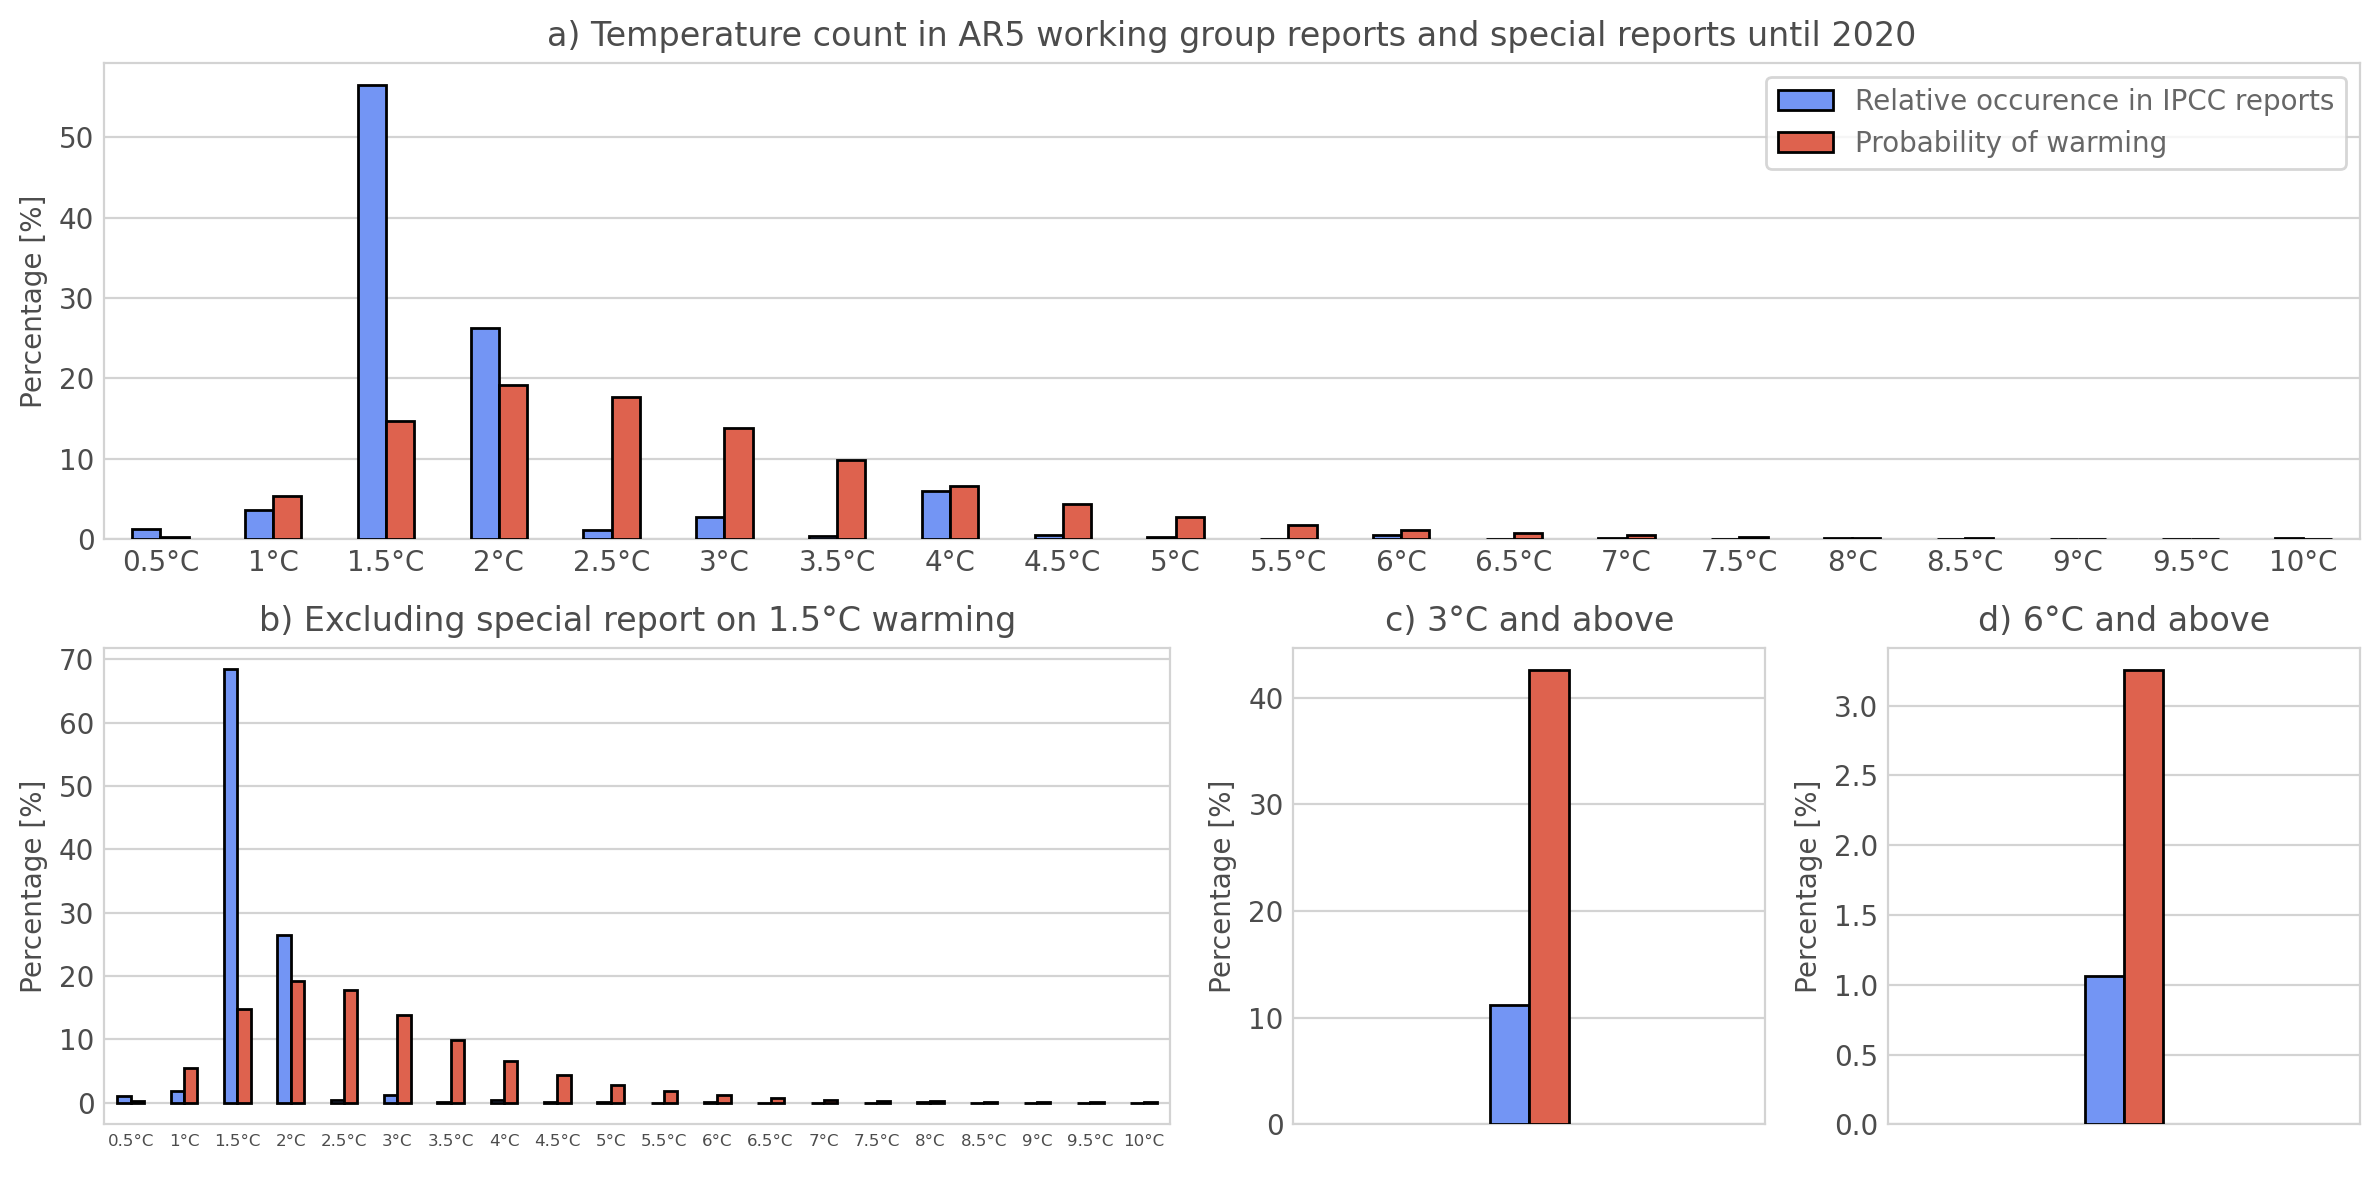 a) Temperature count in AR5 working group reports and special reports until 2020
Percentage [%]
50
40
30
20
10
0
Relative occurence in IPCC reports
Probability of warming
0.5°C 1°C 1.5°C 2°C 2.5°C 3°C 3.5°C 4°C 4.5°C 5°C 5.5°C 6°C 6.5°C 7°C 7.5°C 8°C 8.5°C 9°C 9.5°C 10°C
b) Excluding special report on 1.5°C warming
Percentage [%]
70
60
50
40
30
20
10
0
0.5°C 1°C 1.5°C 2°C 2.5°C 3°C 3.5°C 4°C 4.5°C 5°C 5.5°C 6°C 6.5°C 7°C 7.5°C 8°C 8.5°C 9°C 9.5°C 10°C
c) 3°C and above
Percentage [%]
40
30
20
10
0
d) 6°C and above
Percentage [%]
3.0
2.5
2.0
1.5
1.0
0.5
0.0